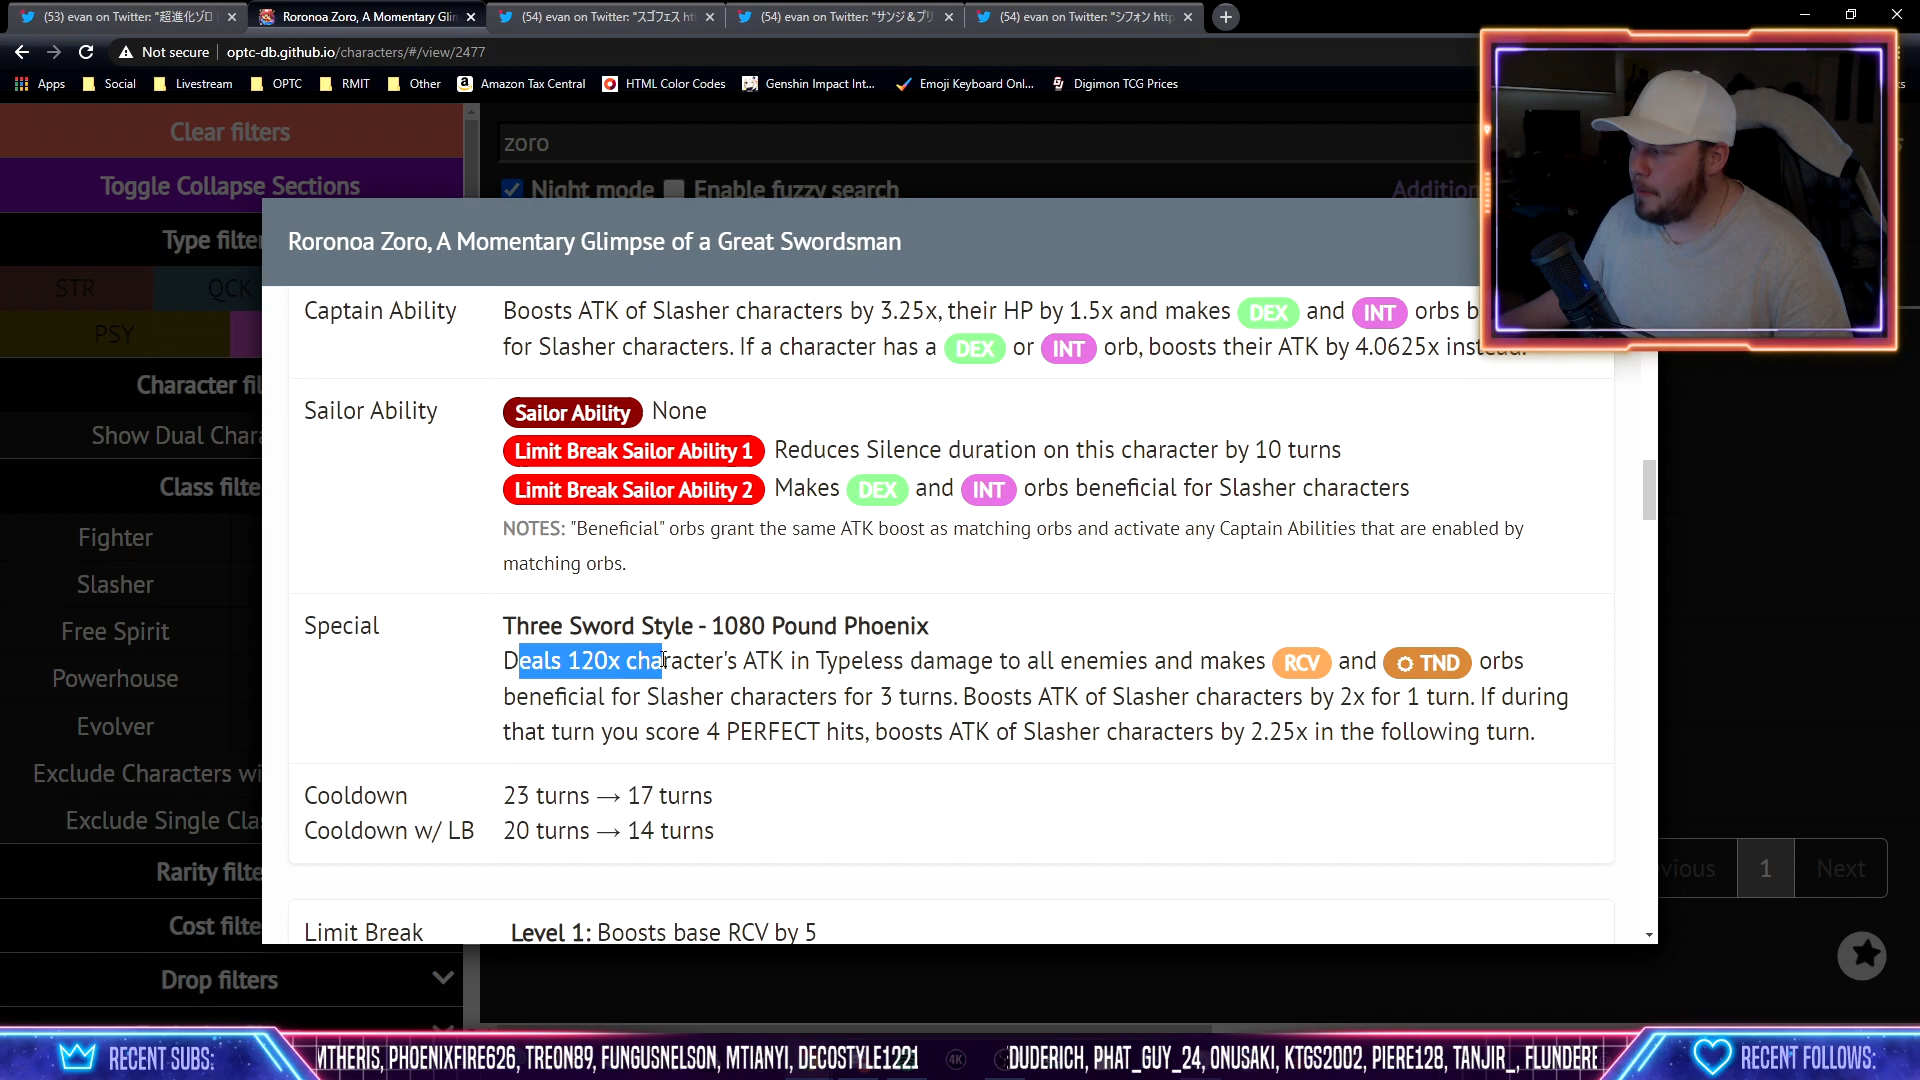 (53) evan on Twitter: "超進化ゾロ
Roronoa Zoro, A Momentary Glim
(54) evan on Twitter: "スゴフェス htt
(54) evan on Twitter: "サンジ&プリ
(54) evan on Twitter: "シフォン http
Not secure | optc-db.github.io/characters/#/view/2477
Apps Social Livestream OPTC RMIT Other Amazon Tax Central HTML Color Codes Genshin Impact Int... Emoji Keyboard Onl... Digimon TCG Prices
Clear filters
zoro
Toggle Collapse Sections
Night mode Enable fuzzy search Addition
Type filter
STR QCK
PSY
Character fil
Show Dual Chara
Class filte
Fighter
Slasher
Free Spirit
Powerhouse
Evolver
Exclude Characters wi
Exclude Single Cla
Rarity filte
Cost filte
Drop filters
Roronoa Zoro, A Momentary Glimpse of a Great Swordsman
Captain Ability Boosts ATK of Slasher characters by 3.25x, their HP by 1.5x and makes DEX and INT orbs b
for Slasher characters. If a character has a DEX or INT orb, boosts their ATK by 4.0625x instead.
Sailor Ability Sailor Ability None
Limit Break Sailor Ability 1 Reduces Silence duration on this character by 10 turns
Limit Break Sailor Ability 2 Makes DEX and INT orbs beneficial for Slasher characters
NOTES: "Beneficial" orbs grant the same ATK boost as matching orbs and activate any Captain Abilities that are enabled by
matching orbs.
Special Three Sword Style - 1080 Pound Phoenix
Deals 120x character's ATK in Typeless damage to all enemies and makes RCV and TND orbs
beneficial for Slasher characters for 3 turns. Boosts ATK of Slasher characters by 2x for 1 turn. If during
that turn you score 4 PERFECT hits, boosts ATK of Slasher characters by 2.25x in the following turn.
Cooldown 23 turns → 17 turns
Cooldown w/ LB 20 turns → 14 turns
Limit Break Level 1: Boosts base RCV by 5
vious 1 Next
RECENT SUBS: MTHERIS, PHOENIXFIRE626, TREON89, FUNGUSNELSON, MTIANYI, DECOSTYLE1221
4K
DUDERICH, PHAT_GUY_24, ONUSAKI, KTGS2002, PIERE128, TANJIR_, FLUNDERE
RECENT FOLLOWS: